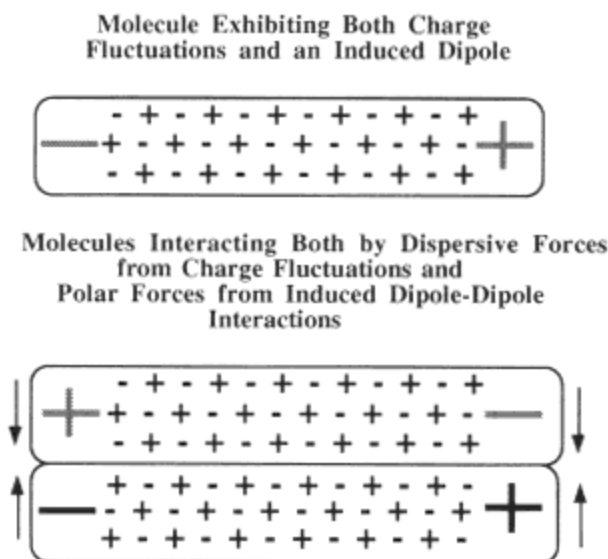 Molecule Exhibiting Both Charge
Fluctuations and an Induced Dipole
- + - + - + - + - + - +
+ - + - + - + - + - + -
- + - + - + - + - + - +
Molecules Interacting Both by Dispersive Forces
from Charge Fluctuations and
Polar Forces from Induced Dipole-Dipole
Interactions
- + - + - + - + - + - +
+ - + - + - + - + - + -
- + - + - + - + - + - +
+ - + - + - + - + - + -
- + - + - + - + - + - +
+ - + - + - + - + - + -